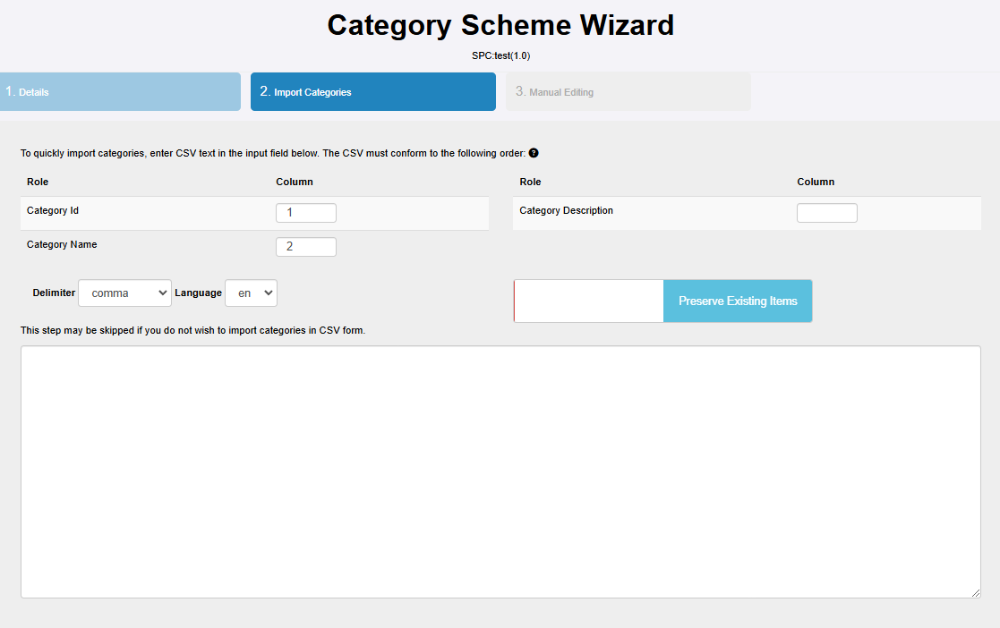 Category Scheme Wizard
SPC:test(1.0)
1. Details
2. Import Categories
3. Manual Editing
To quickly import categories, enter CSV text in the input field below. The CSV must conform to the following order: ?
Role Column Role Column
Category Id 1 Category Description
Category Name 2
Delimiter comma Language en Preserve Existing Items
This step may be skipped if you do not wish to import categories in CSV form.